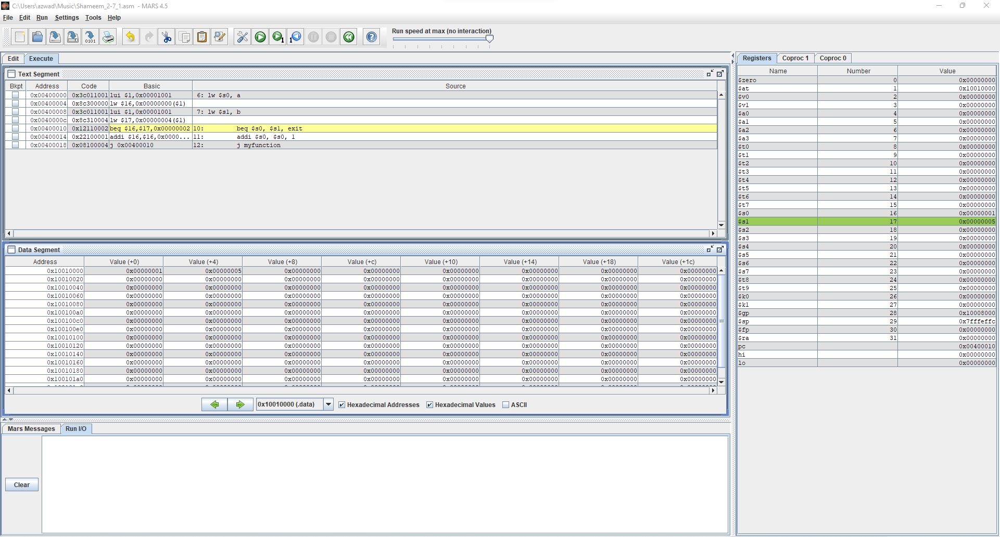 C:\Users\azwad\Music\Shameem_2-7_1.asm - MARS 4.5
File Edit Run Settings Tools Help
Run speed at max (no interaction)
Edit Execute
Text Segment
Bkpt Address Code Basic Source
0x00400000 0x3c011001 lui $1,0x00001001 6: lw $s0, a
0x00400004 0x8c300000 lw $16,0x00000000($1)
0x00400008 0x3c011001 lui $1,0x00001001 7: lw $s1, b
0x0040000c 0x8c310004 lw $17,0x00000004($1)
0x00400010 0x12110002 beq $16,$17,0x00000002 10: beq $s0, $s1, exit
0x00400014 0x22100001 addi $16,$16,0x0000... 11: addi $s0, $s0, 1
0x00400018 0x08100004 j 0x00400010 12: j myfunction
Data Segment
Address Value (+0) Value (+4) Value (+8) Value (+c) Value (+10) Value (+14) Value (+18) Value (+1c)
0x10010000 0x00000001 0x00000005 0x00000000 0x00000000 0x00000000 0x00000000 0x00000000 0x00000000
0x10010020 0x00000000 0x00000000 0x00000000 0x00000000 0x00000000 0x00000000 0x00000000 0x00000000
0x10010040 0x00000000 0x00000000 0x00000000 0x00000000 0x00000000 0x00000000 0x00000000 0x00000000
0x10010060 0x00000000 0x00000000 0x00000000 0x00000000 0x00000000 0x00000000 0x00000000 0x00000000
0x10010080 0x00000000 0x00000000 0x00000000 0x00000000 0x00000000 0x00000000 0x00000000 0x00000000
0x100100a0 0x00000000 0x00000000 0x00000000 0x00000000 0x00000000 0x00000000 0x00000000 0x00000000
0x100100c0 0x00000000 0x00000000 0x00000000 0x00000000 0x00000000 0x00000000 0x00000000 0x00000000
0x100100e0 0x00000000 0x00000000 0x00000000 0x00000000 0x00000000 0x00000000 0x00000000 0x00000000
0x10010100 0x00000000 0x00000000 0x00000000 0x00000000 0x00000000 0x00000000 0x00000000 0x00000000
0x10010120 0x00000000 0x00000000 0x00000000 0x00000000 0x00000000 0x00000000 0x00000000 0x00000000
0x10010140 0x00000000 0x00000000 0x00000000 0x00000000 0x00000000 0x00000000 0x00000000 0x00000000
0x10010160 0x00000000 0x00000000 0x00000000 0x00000000 0x00000000 0x00000000 0x00000000 0x00000000
0x10010180 0x00000000 0x00000000 0x00000000 0x00000000 0x00000000 0x00000000 0x00000000 0x00000000
0x100101a0 0x00000000 0x00000000 0x00000000 0x00000000 0x00000000 0x00000000 0x00000000 0x00000000
0x10010000 (.data) Hexadecimal Addresses Hexadecimal Values ASCII
Mars Messages Run I/O
Clear
Registers Coproc 1 Coproc 0
Name Number Value
$zero 0 0x00000000
$at 1 0x10010000
$v0 2 0x00000000
$v1 3 0x00000000
$a0 4 0x00000000
$a1 5 0x00000000
$a2 6 0x00000000
$a3 7 0x00000000
$t0 8 0x00000000
$t1 9 0x00000000
$t2 10 0x00000000
$t3 11 0x00000000
$t4 12 0x00000000
$t5 13 0x00000000
$t6 14 0x00000000
$t7 15 0x00000000
$s0 16 0x00000001
$s1 17 0x00000005
$s2 18 0x00000000
$s3 19 0x00000000
$s4 20 0x00000000
$s5 21 0x00000000
$s6 22 0x00000000
$s7 23 0x00000000
$t8 24 0x00000000
$t9 25 0x00000000
$k0 26 0x00000000
$k1 27 0x00000000
$gp 28 0x10008000
$sp 29 0x7fffeffc
$fp 30 0x00000000
$ra 31 0x00000000
pc 0x00400010
hi 0x00000000
lo 0x00000000